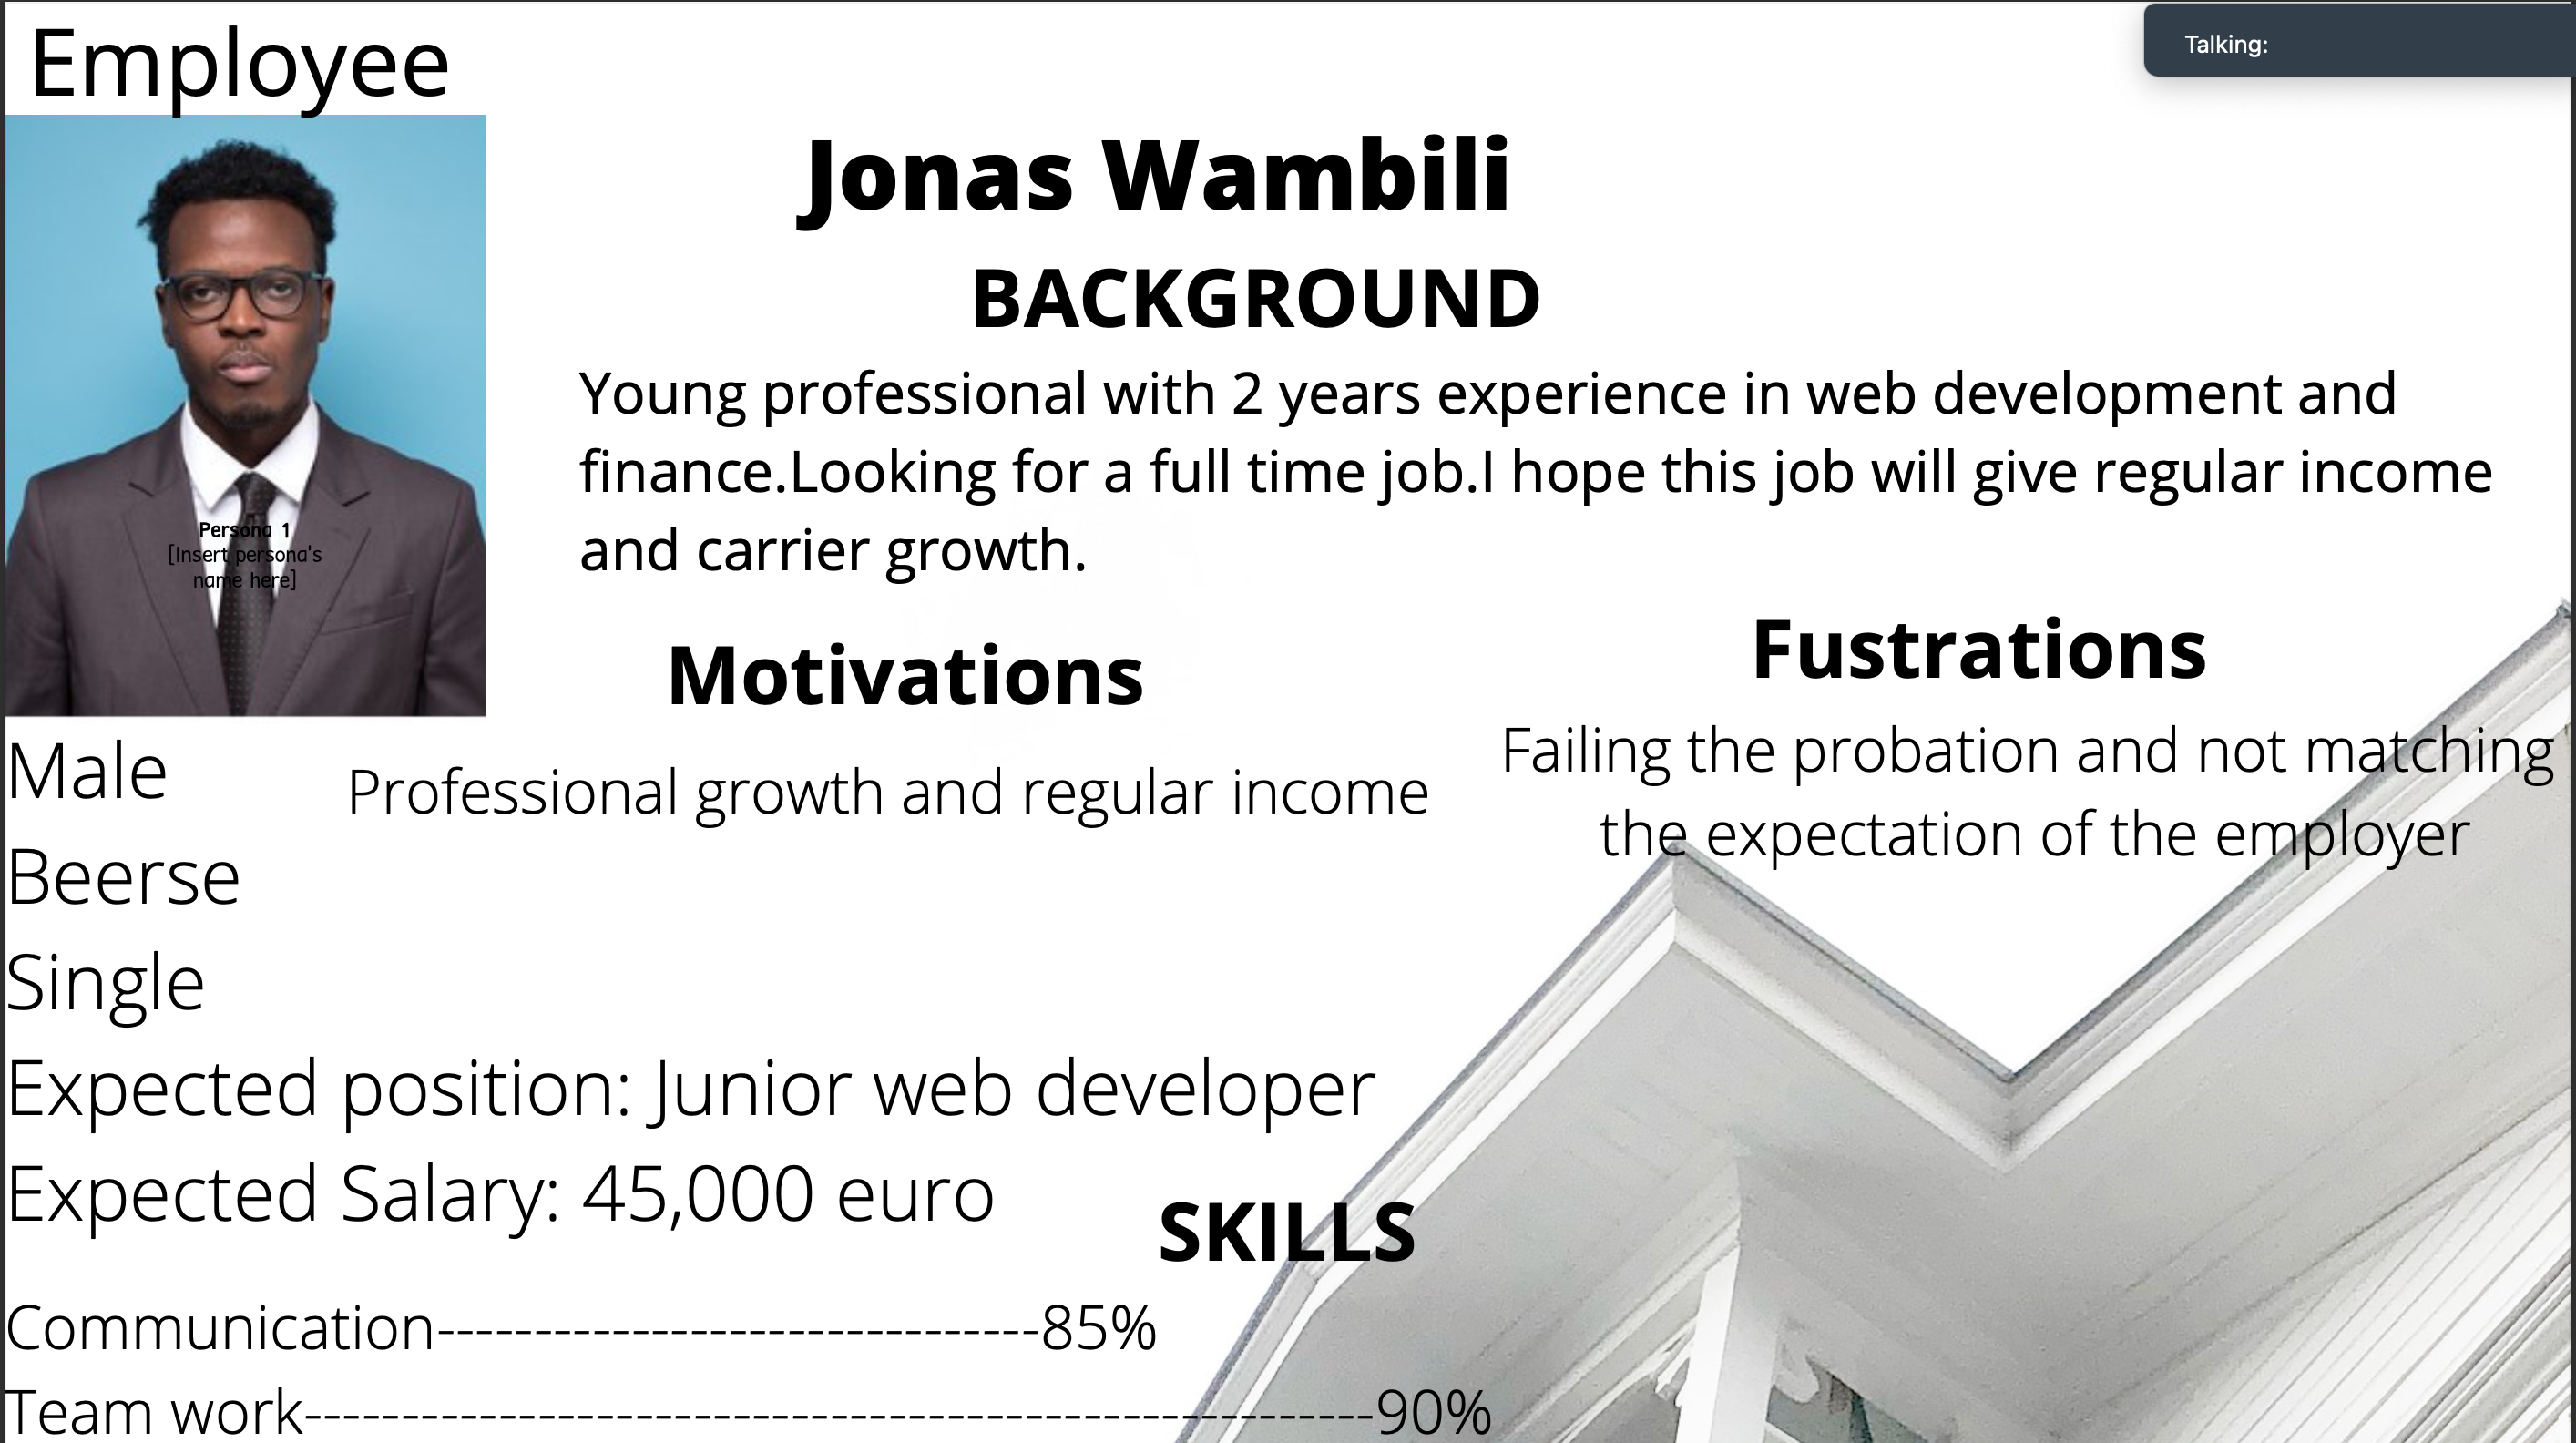 Employee
Talking:
Jonas Wambili
BACKGROUND
Young professional with 2 years experience in web development and
finance.Looking for a full time job.I hope this job will give regular income
and carrier growth.
Persona 1
[Insert persona's
name here]
Motivations
Professional growth and regular income
Fustrations
Failing the probation and not matching
the expectation of the employer
Male
Beerse
Single
Expected position: Junior web developer
Expected Salary: 45,000 euro
SKILLS
Communication-------------------------------85%
Team work-------------------------------------------------------90%